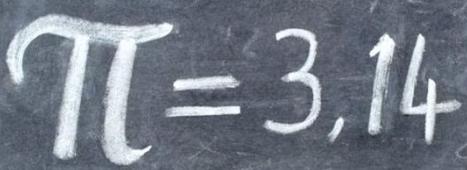 π = 3,14